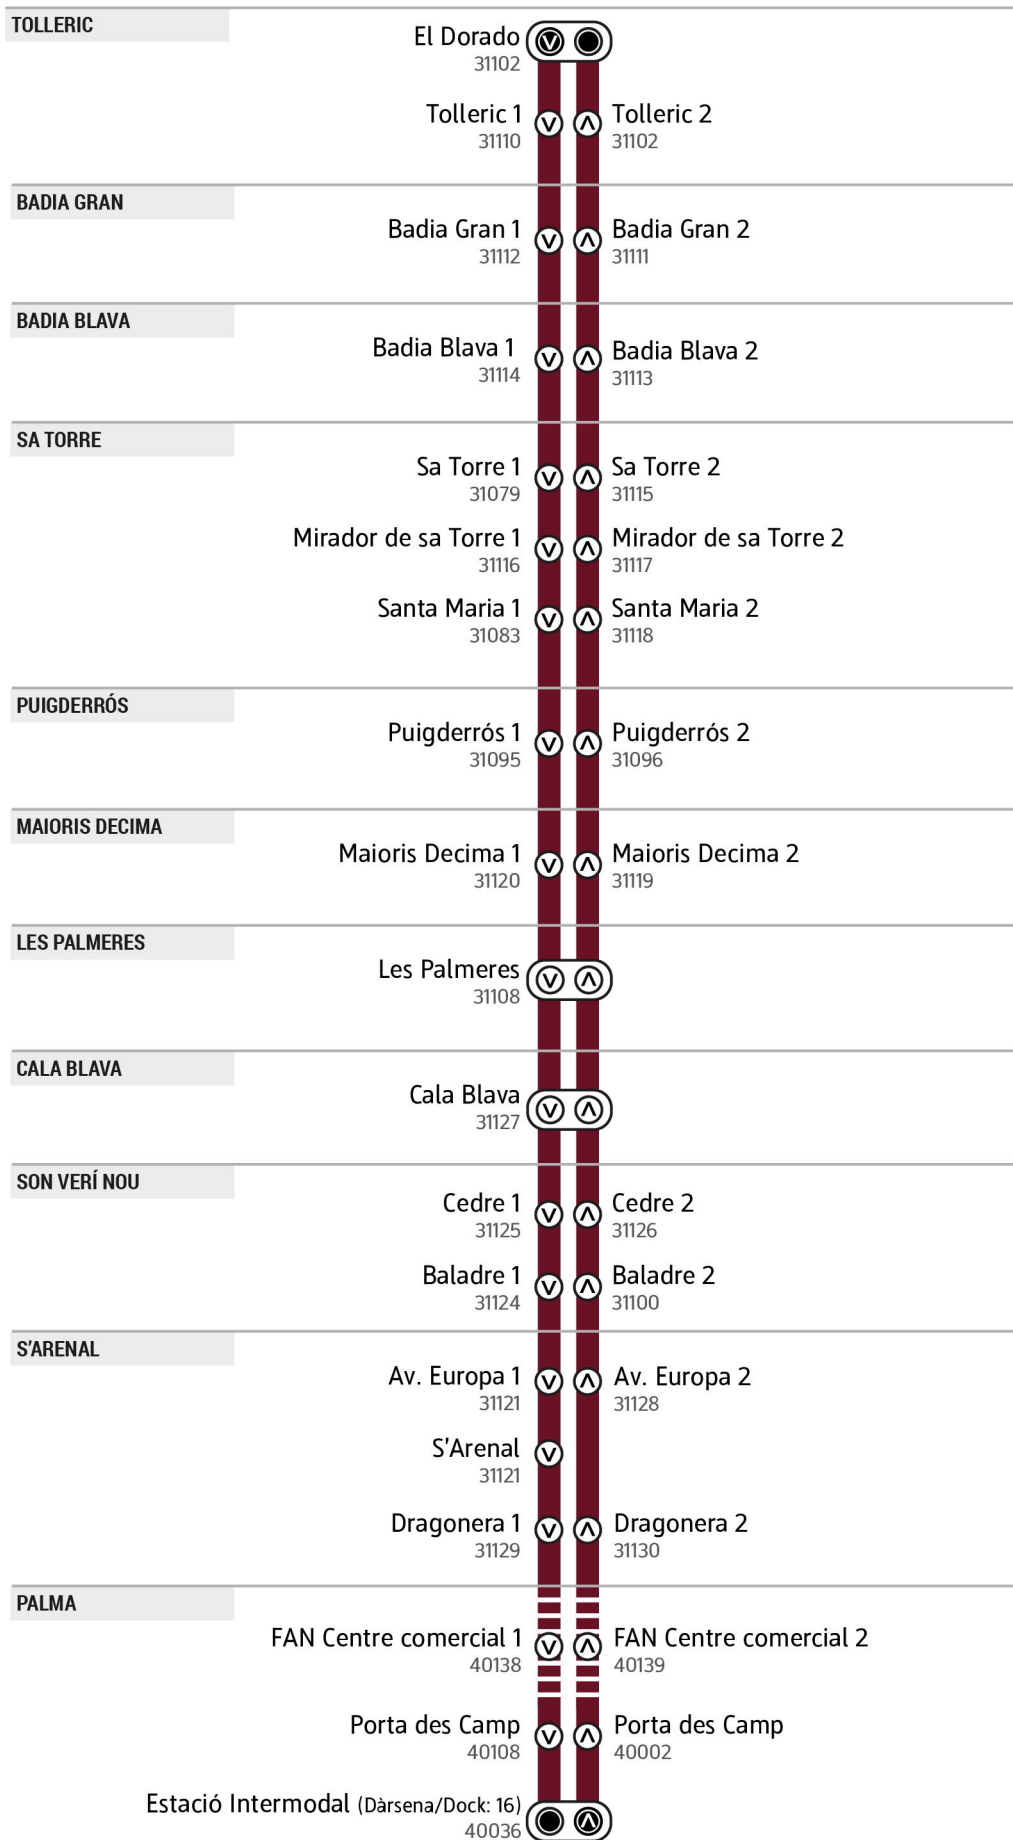 TOLLERIC
El Dorado
31102
Tolleric 1
31110
Tolleric 2
31102
BADIA GRAN
Badia Gran 1
31112
Badia Gran 2
31111
BADIA BLAVA
Badia Blava 1
31114
Badia Blava 2
31113
SA TORRE
Sa Torre 1
31079
Sa Torre 2
31115
Mirador de sa Torre 1
31116
Mirador de sa Torre 2
31117
Santa Maria 1
31083
Santa Maria 2
31118
PUIGDERRÓS
Puigderrós 1
31095
Puigderrós 2
31096
MAIORIS DECIMA
Maioris Decima 1
31120
Maioris Decima 2
31119
LES PALMERES
Les Palmeres
31108
CALA BLAVA
Cala Blava
31127
SON VERÍ NOU
Cedre 1
31125
Cedre 2
31126
Baladre 1
31124
Baladre 2
31100
S'ARENAL
Av. Europa 1
31121
Av. Europa 2
31128
S'Arenal
31121
Dragonera 1
31129
Dragonera 2
31130
PALMA
FAN Centre comercial 1
40138
FAN Centre comercial 2
40139
Porta des Camp
40108
Porta des Camp
40002
Estació Intermodal (Dàrsena/Dock: 16)
40036